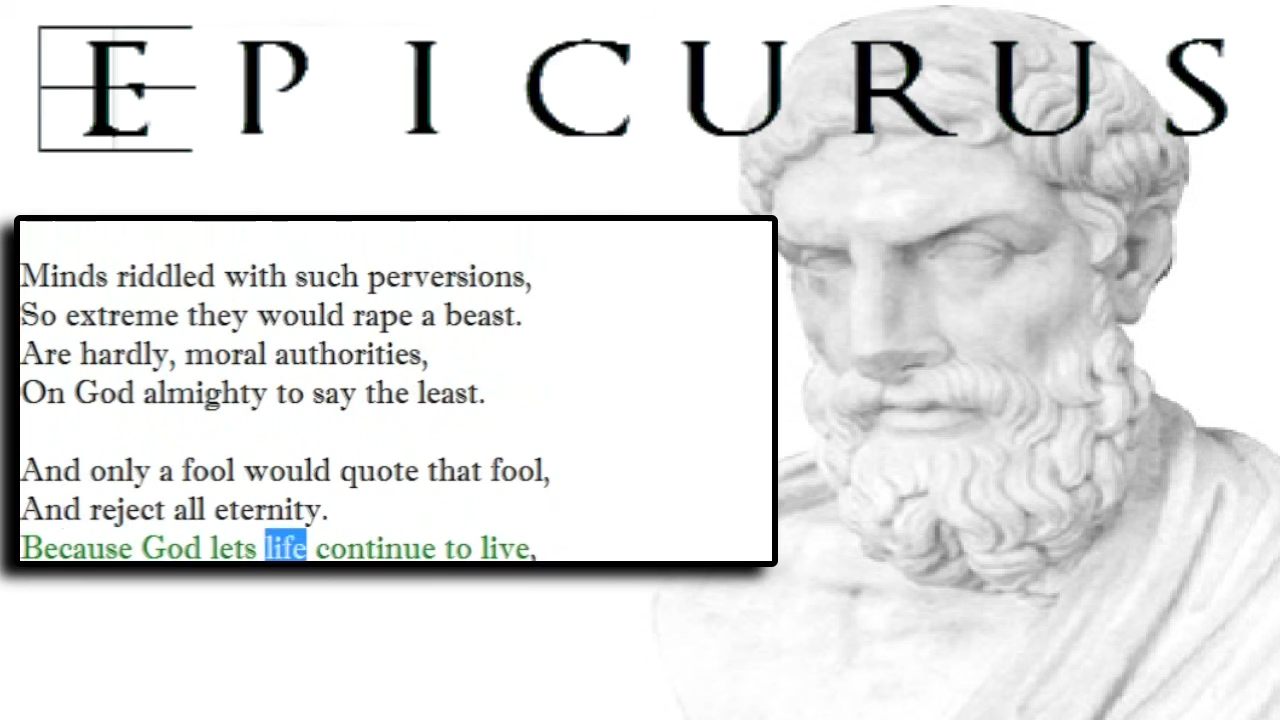 EPICURUS
Minds riddled with such perversions,
So extreme they would rape a beast.
Are hardly, moral authorities,
On God almighty to say the least.
And only a fool would quote that fool,
And reject all eternity.
Because God lets life continue to live,